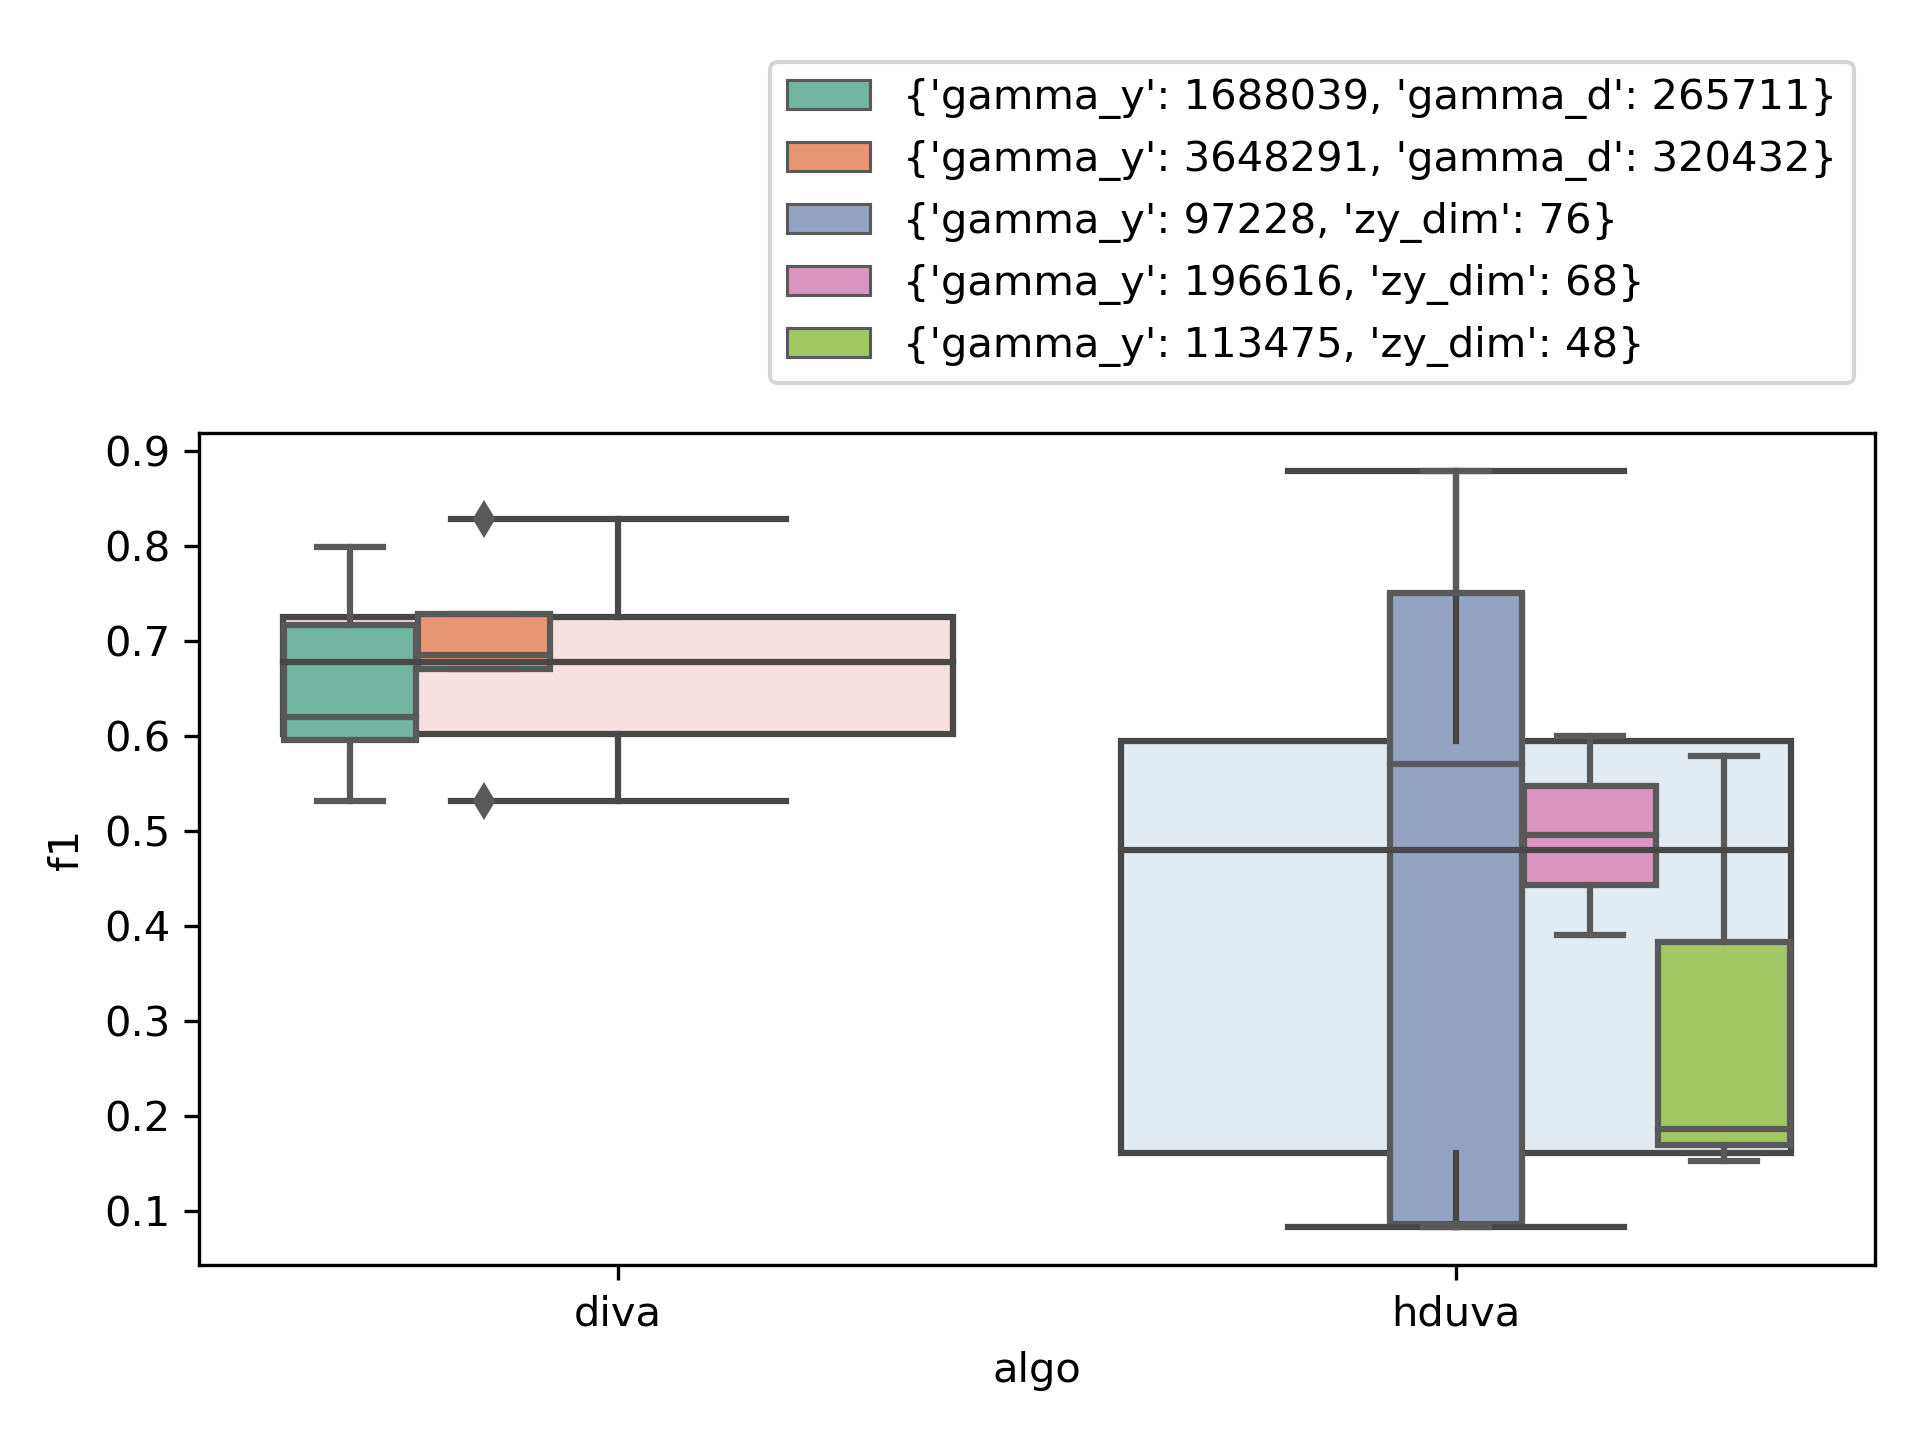 {'gamma_y': 1688039, 'gamma_d': 265711}
{'gamma_y': 3648291, 'gamma_d': 320432}
{'gamma_y': 97228, 'zy_dim': 76}
{'gamma_y': 196616, 'zy_dim': 68}
{'gamma_y': 113475, 'zy_dim': 48}
0.9
0.8
0.7
0.6
0.5
0.4
0.3
0.2
0.1
f1
diva
hduva
algo